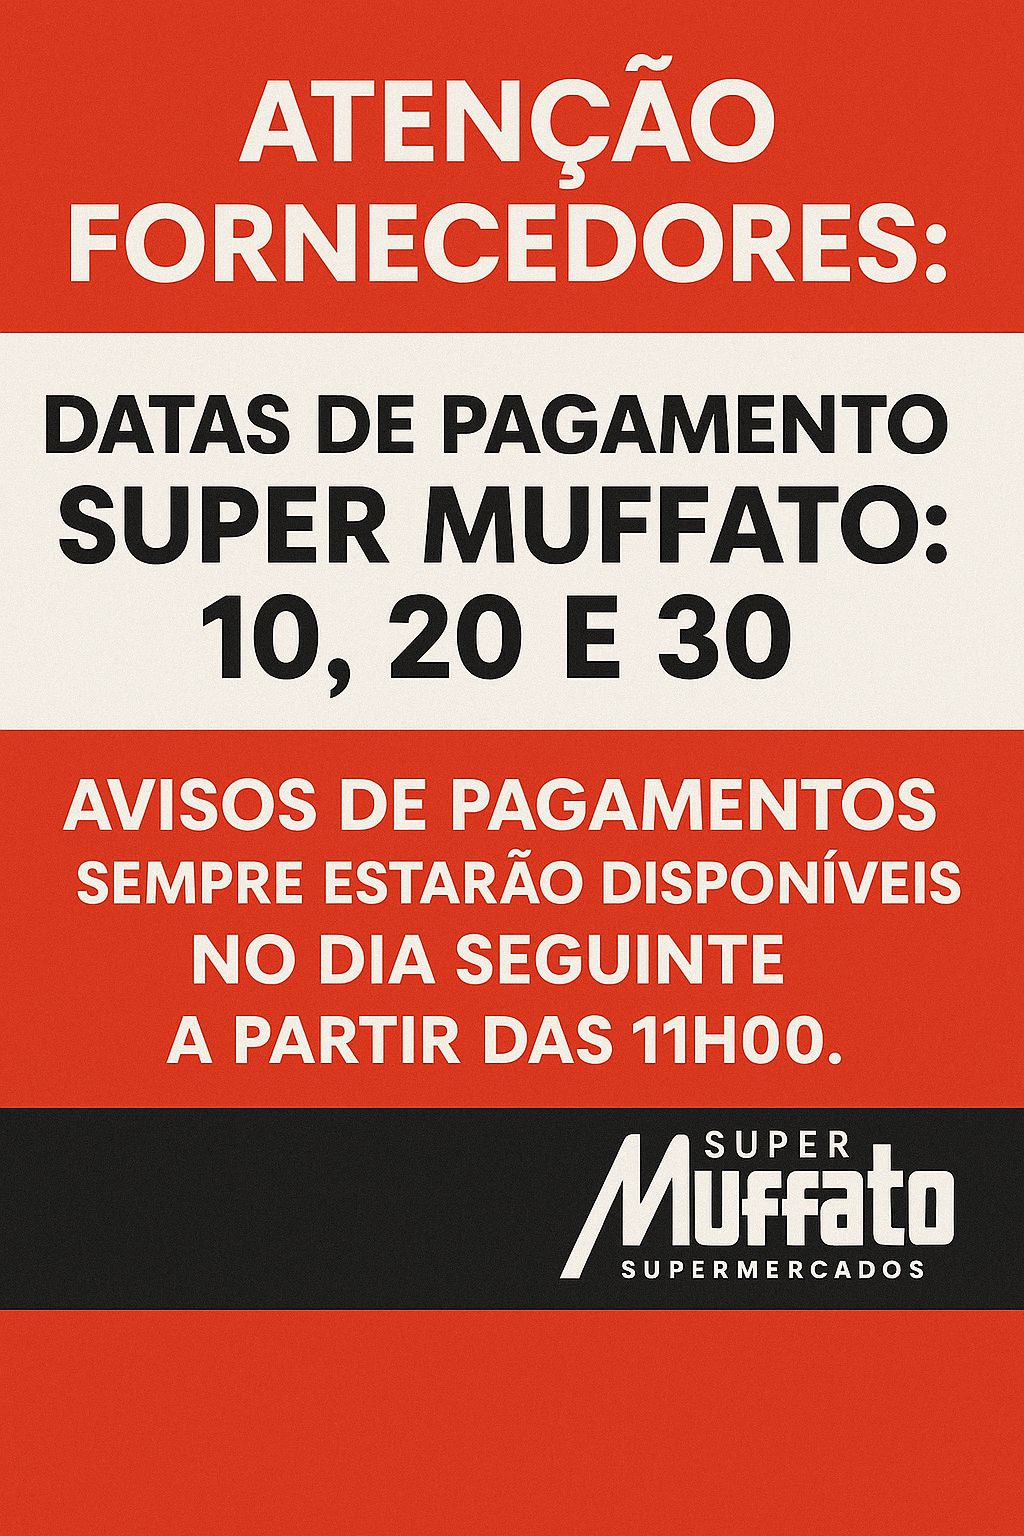 ATENÇÃO
FORNECEDORES:
DATAS DE PAGAMENTO
SUPER MUFFATO:
10, 20 E 30
AVISOS DE PAGAMENTOS
SEMPRE ESTARÃO DISPONÍVEIS
NO DIA SEGUINTE
A PARTIR DAS 11H00.
SUPER
Muffato
SUPERMERCADOS